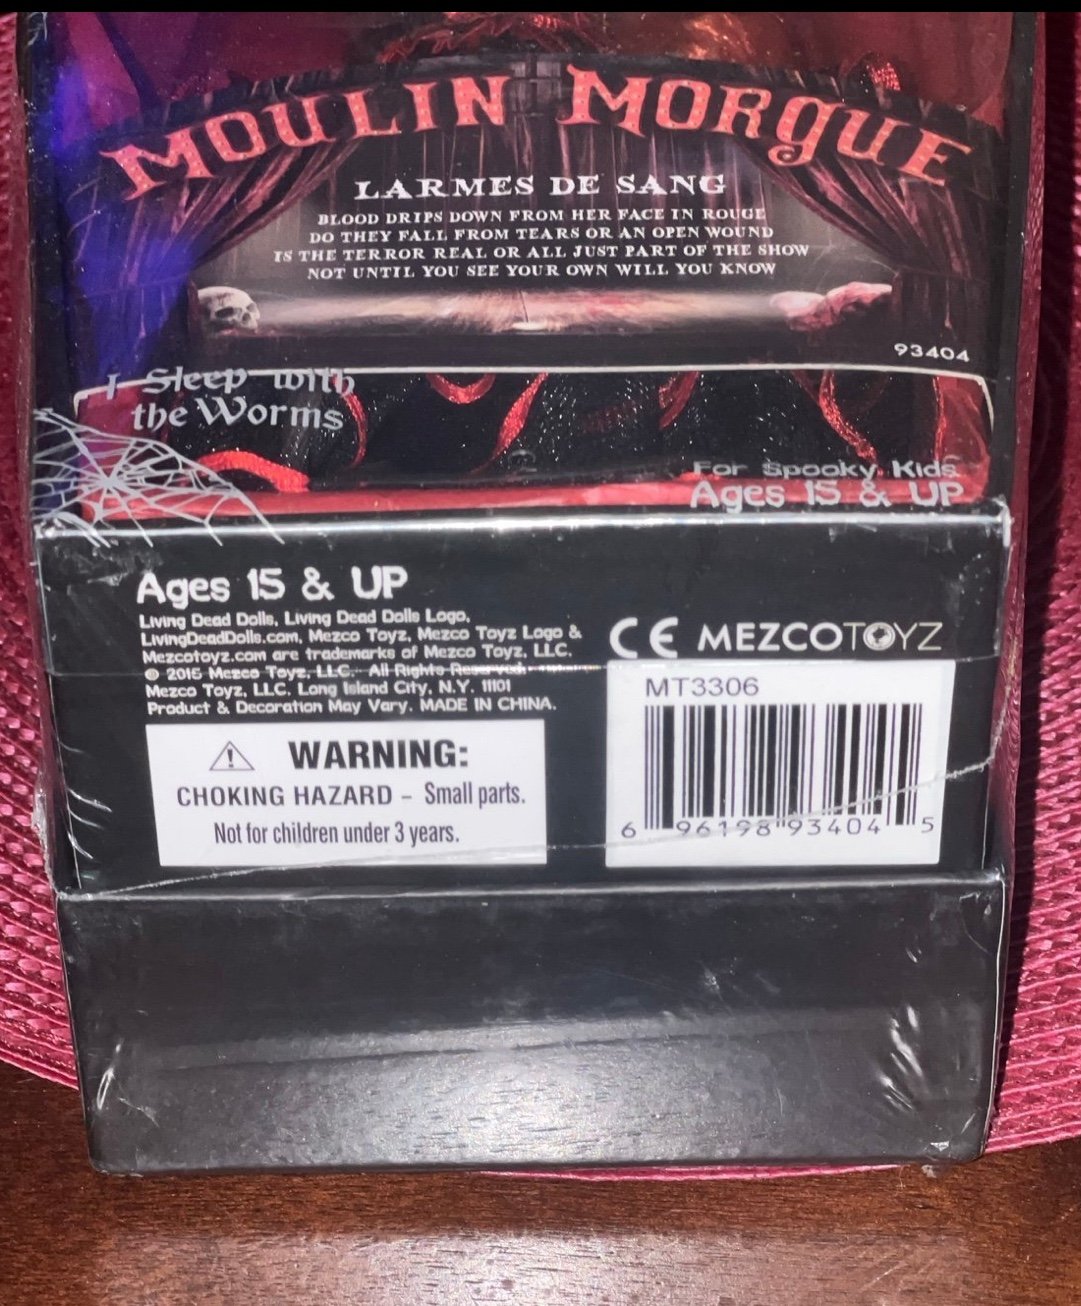 MOULIN MORGUE
LARMES DE SANG
BLOOD DRIPS DOWN FROM HER FACE IN ROUGE
DO THEY FALL FROM TEARS OR AN OPEN WOUND
IS THE TERROR REAL OR ALL JUST PART OF THE SHOW
NOT UNTIL YOU SEE YOUR OWN WILL YOU KNOW
93404
I Sleep with
the Worms
For Spooky Kids
Ages 15 & UP
Ages 15 & UP
Living Dead Dolls, Living Dead Dolls Logo,
LivingDeadDolls.com, Mezco Toyz, Mezco Toyz Logo &
Mezcotoyz.com are trademarks of Mezco Toyz, LLC.
© 2016 Mezco Toyz, LLC. All Rights Reserved.
Mezco Toyz, LLC. Long Island City, N.Y. 11101
Product & Decoration May Vary. MADE IN CHINA.
CE MEZCOTOYZ
WARNING:
CHOKING HAZARD – Small parts.
Not for children under 3 years.
MT3306
6 96198 93404 5